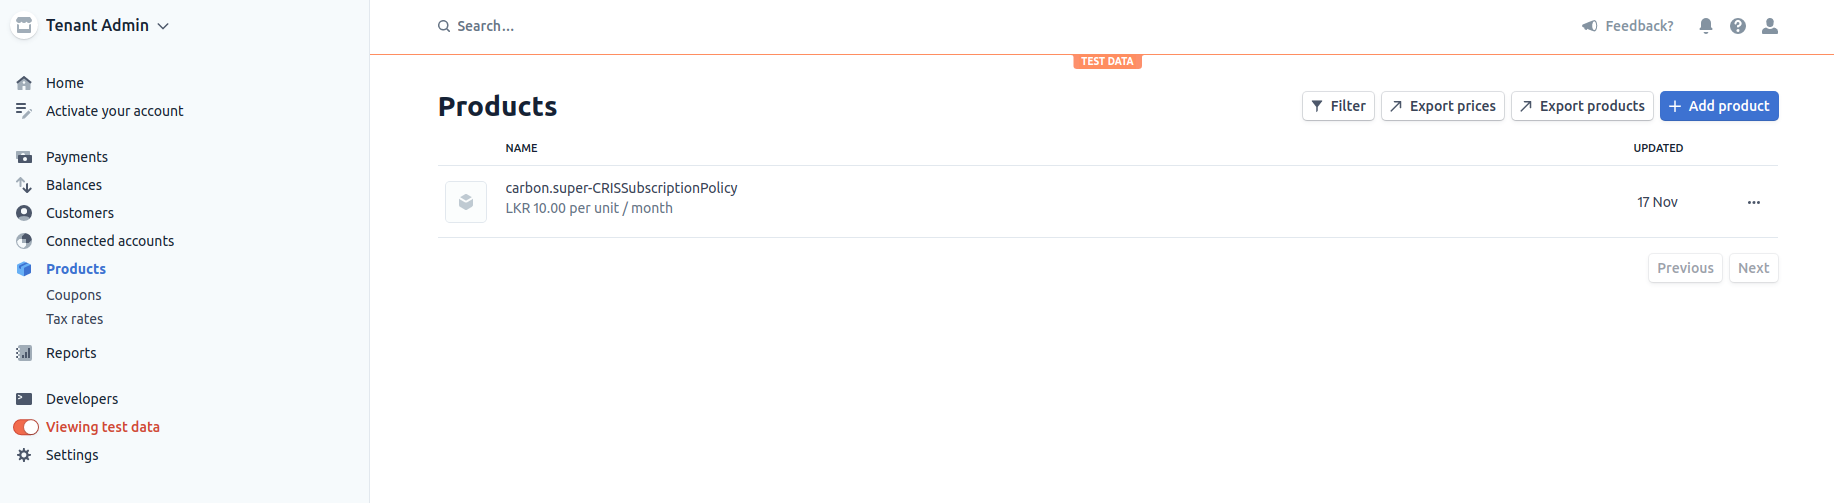 Tenant Admin
Search...
Feedback?
TEST DATA
Home
Activate your account
Payments
Balances
Customers
Connected accounts
Products
Coupons
Tax rates
Reports
Developers
Viewing test data
Settings
Products
Filter
Export prices
Export products
Add product
NAME
UPDATED
carbon.super-CRISSubscriptionPolicy
LKR 10.00 per unit / month
17 Nov
Previous
Next